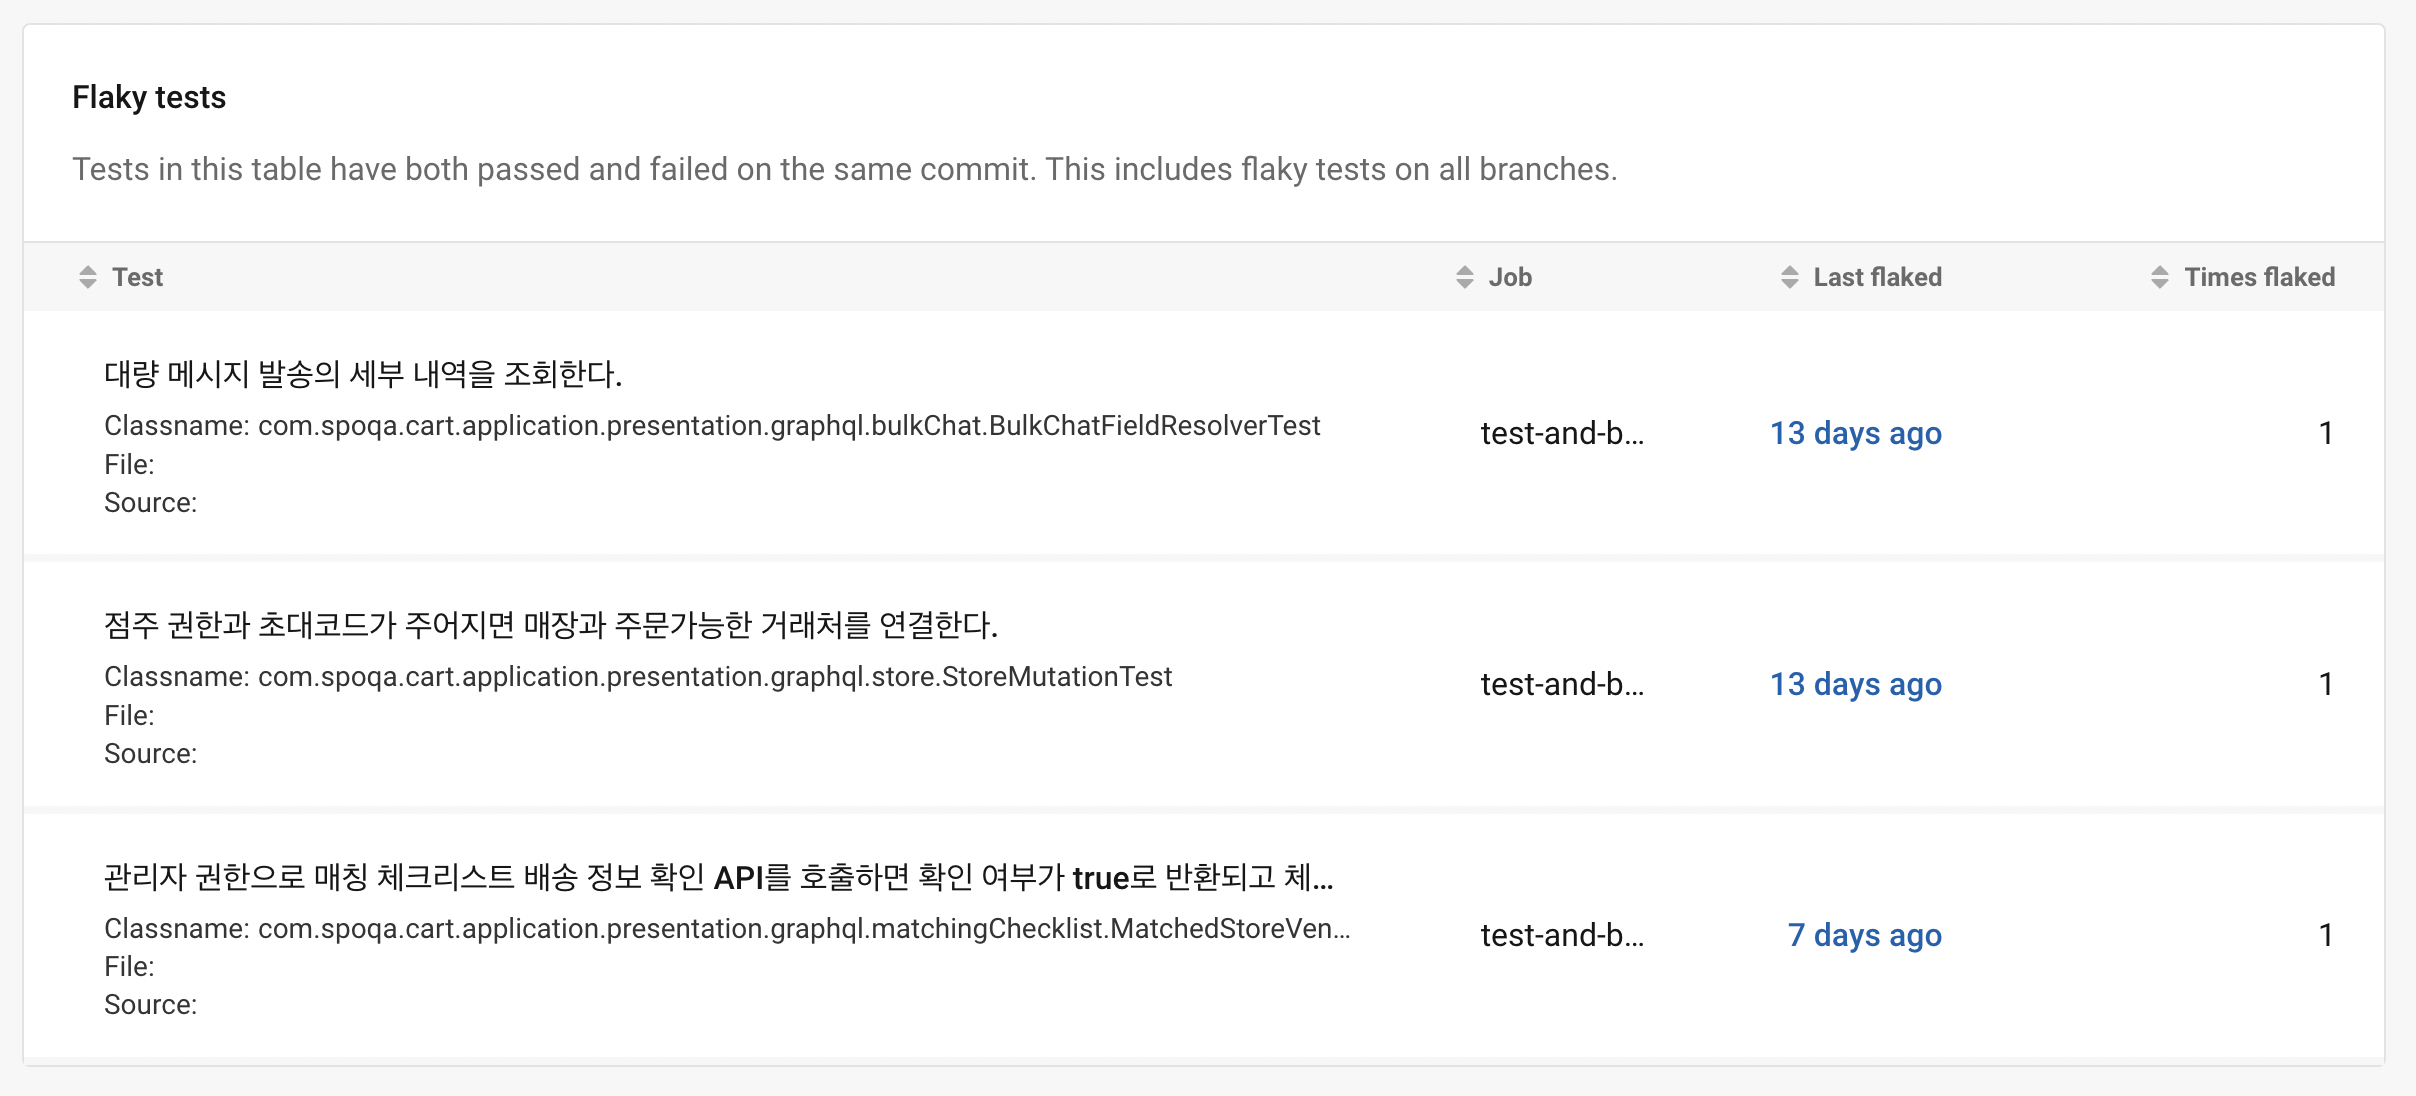 Flaky tests
Tests in this table have both passed and failed on the same commit. This includes flaky tests on all branches.
Test Job Last flaked Times flaked
대량 메시지 발송의 세부 내역을 조회한다.
Classname: com.spoqa.cart.application.presentation.graphql.bulkChat.BulkChatFieldResolverTest
File:
Source:
test-and-b... 13 days ago 1
점주 권한과 초대코드가 주어지면 매장과 주문가능한 거래처를 연결한다.
Classname: com.spoqa.cart.application.presentation.graphql.store.StoreMutationTest
File:
Source:
test-and-b... 13 days ago 1
관리자 권한으로 매칭 체크리스트 배송 정보 확인 API를 호출하면 확인 여부가 true로 반환되고 체...
Classname: com.spoqa.cart.application.presentation.graphql.matchingChecklist.MatchedStoreVen...
File:
Source:
test-and-b... 7 days ago 1